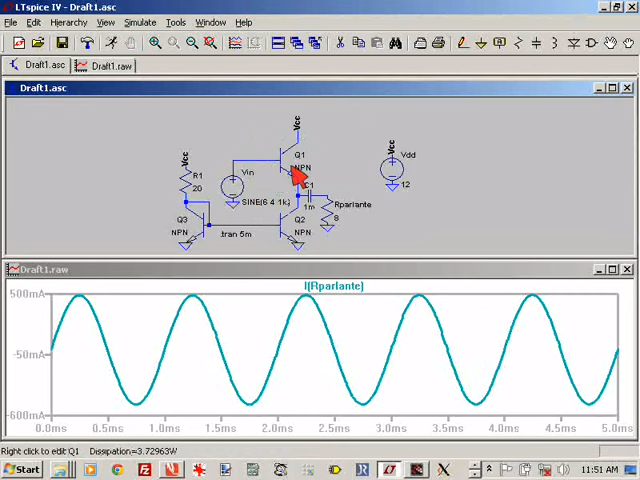 LTspice IV - Draft1.asc
File Edit Hierarchy View Simulate Tools Window Help
Draft1.asc Draft1.raw
Draft1.asc
Vcc
Q1
NPN
Vcc
Vdd
12
Vcc
R1
20
Vin
SINE(6 4 1k)
C1
1m
Rparlante
8
Q3
NPN
.tran 5m
Q2
NPN
Draft1.raw
I(Rparlante)
500mA
-50mA
-600mA
0.0ms 0.5ms 1.0ms 1.5ms 2.0ms 2.5ms 3.0ms 3.5ms 4.0ms 4.5ms 5.0ms
Right click to edit Q1 Dissipation=3.72963W
Start 11:51 AM